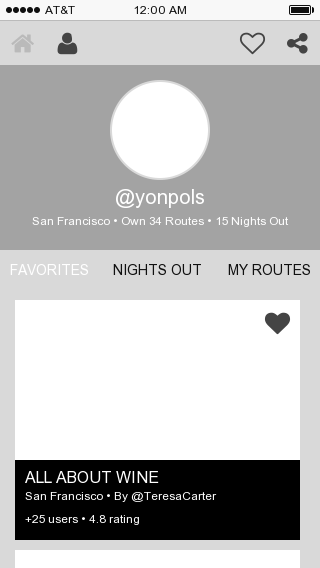 AT&T 12:00 AM
@yonpols
San Francisco • Own 34 Routes • 15 Nights Out
FAVORITES NIGHTS OUT MY ROUTES
ALL ABOUT WINE
San Francisco • By @TeresaCarter
+25 users • 4.8 rating